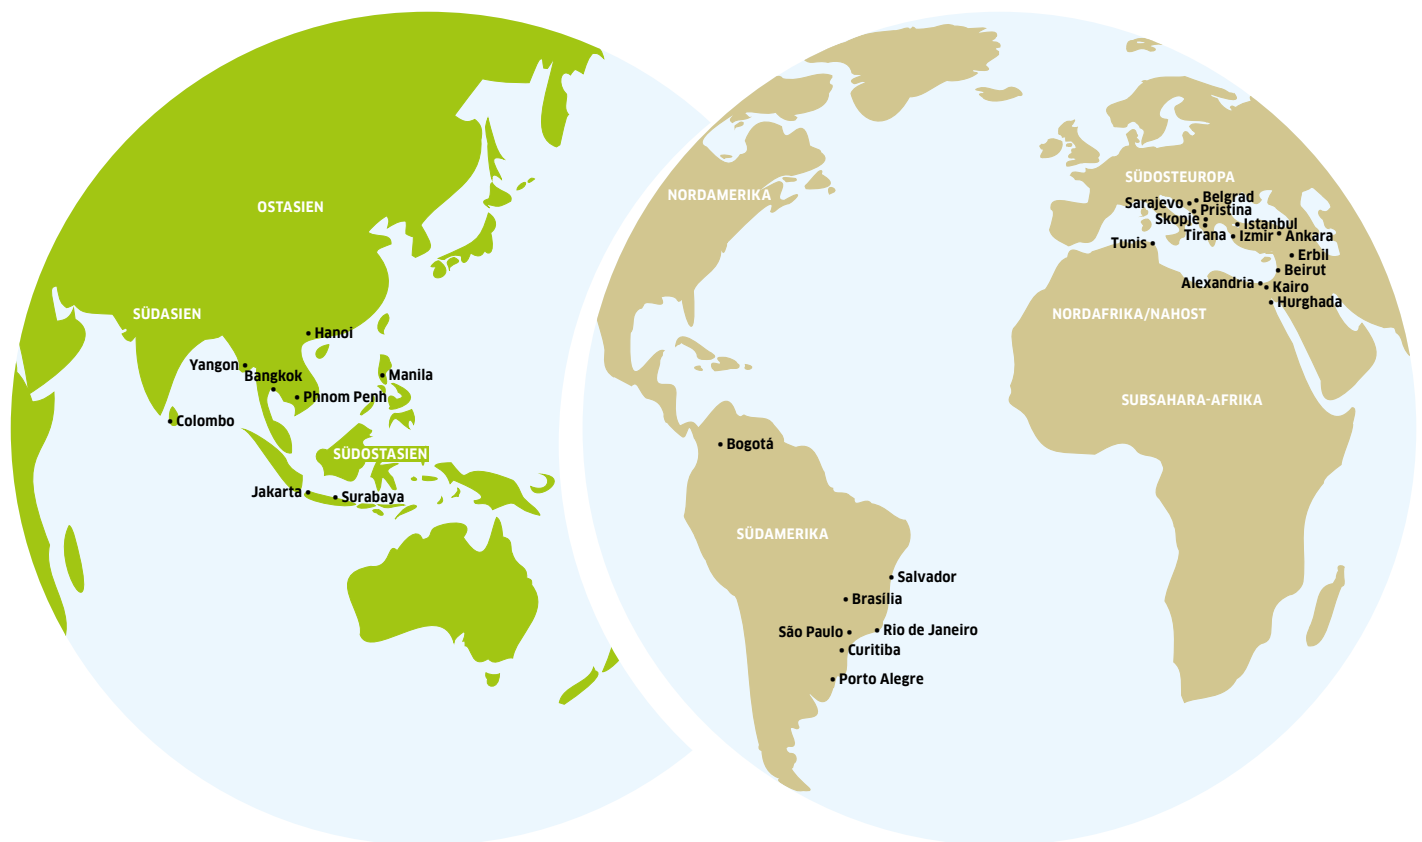 OSTASIEN
SÜDASIEN
Hanoi
Yangon
Bangkok
Manila
Phnom Penh
Colombo
SÜDOSTASIEN
Jakarta
Surabaya
NORDAMERIKA
SÜDOSTEUROPA
Sarajevo
Belgrad
Pristina
Skopje
Istanbul
Tirana
Izmir
Ankara
Tunis
Erbil
Beirut
Alexandria
Kairo
Hurghada
NORDAFRIKA/NAHOST
SUBSAHARA-AFRIKA
Bogotá
SÜDAMERIKA
Salvador
Brasília
São Paulo
Rio de Janeiro
Curitiba
Porto Alegre